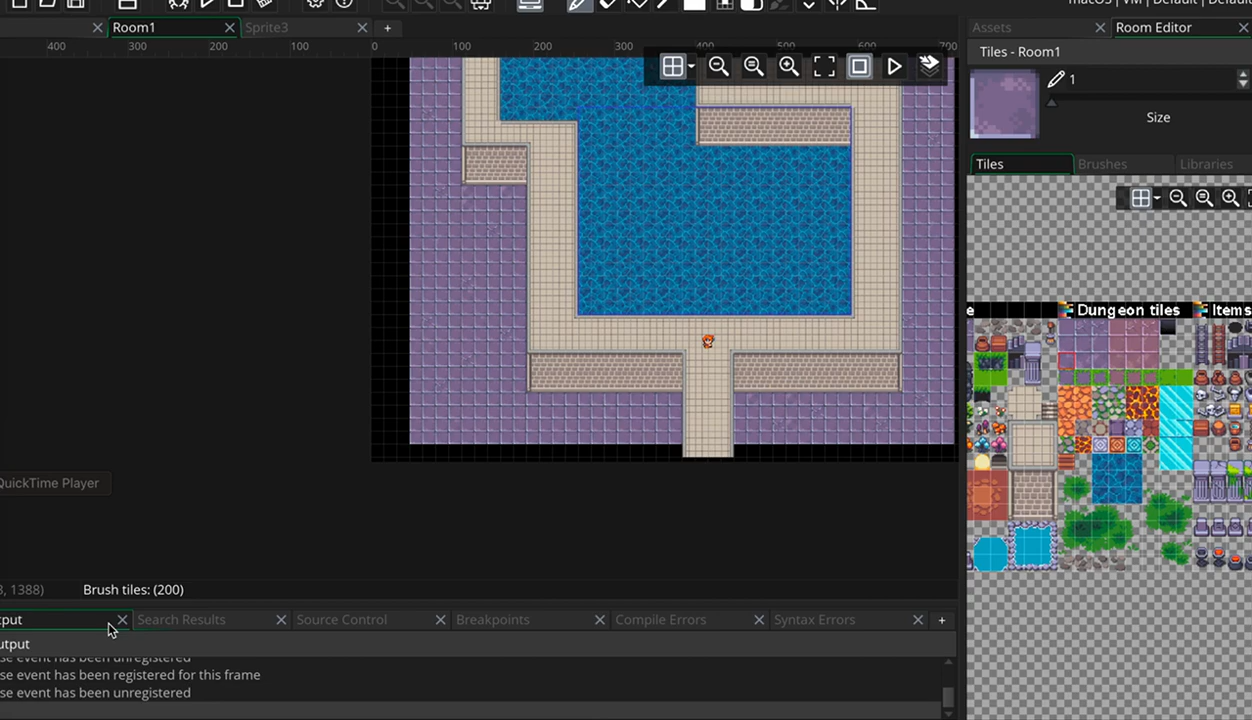 macOS | VM | Default | Default
Room1
Sprite3
+
Assets
Room Editor
400 300 200 100 0 100 200 300 400 500 600 700
Tiles - Room1
1
Size
Tiles
Brushes
Libraries
e
Dungeon tiles
Items
QuickTime Player
, 1388)
Brush tiles: (200)
tput
Search Results
Source Control
Breakpoints
Compile Errors
Syntax Errors
+
utput
se event has been unregistered
se event has been registered for this frame
se event has been unregistered